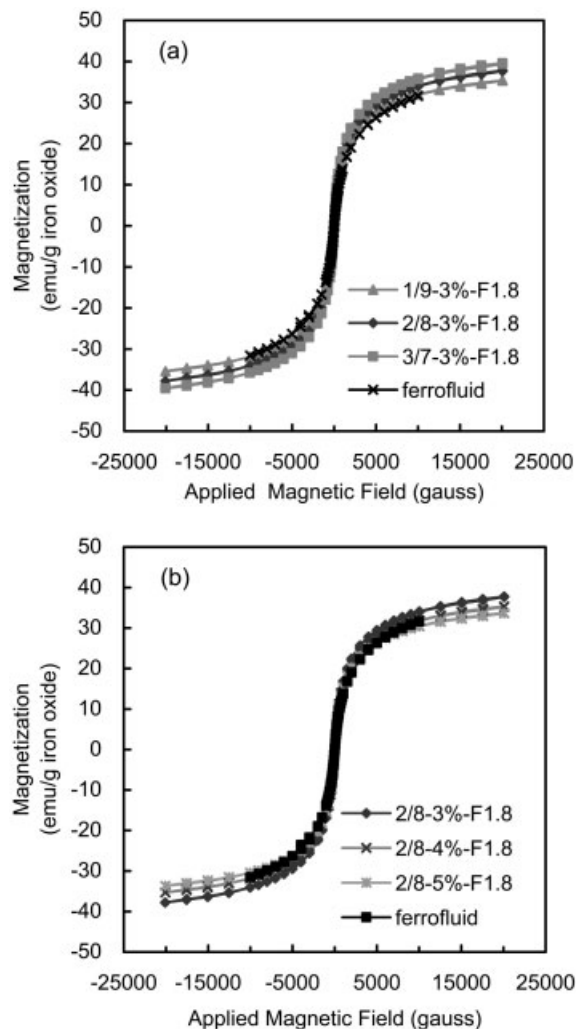 (a)
Magnetization
(emu/g iron oxide)
50
40
30
20
10
0
-10
-20
-30
-40
-50
1/9-3%-F1.8
2/8-3%-F1.8
3/7-3%-F1.8
ferrofluid
-25000 -15000 -5000 5000 15000 25000
Applied Magnetic Field (gauss)
(b)
Magnetization
(emu/g iron oxide)
50
40
30
20
10
0
-10
-20
-30
-40
-50
2/8-3%-F1.8
2/8-4%-F1.8
2/8-5%-F1.8
ferrofluid
-25000 -15000 -5000 5000 15000 25000
Applied Magnetic Field (gauss)